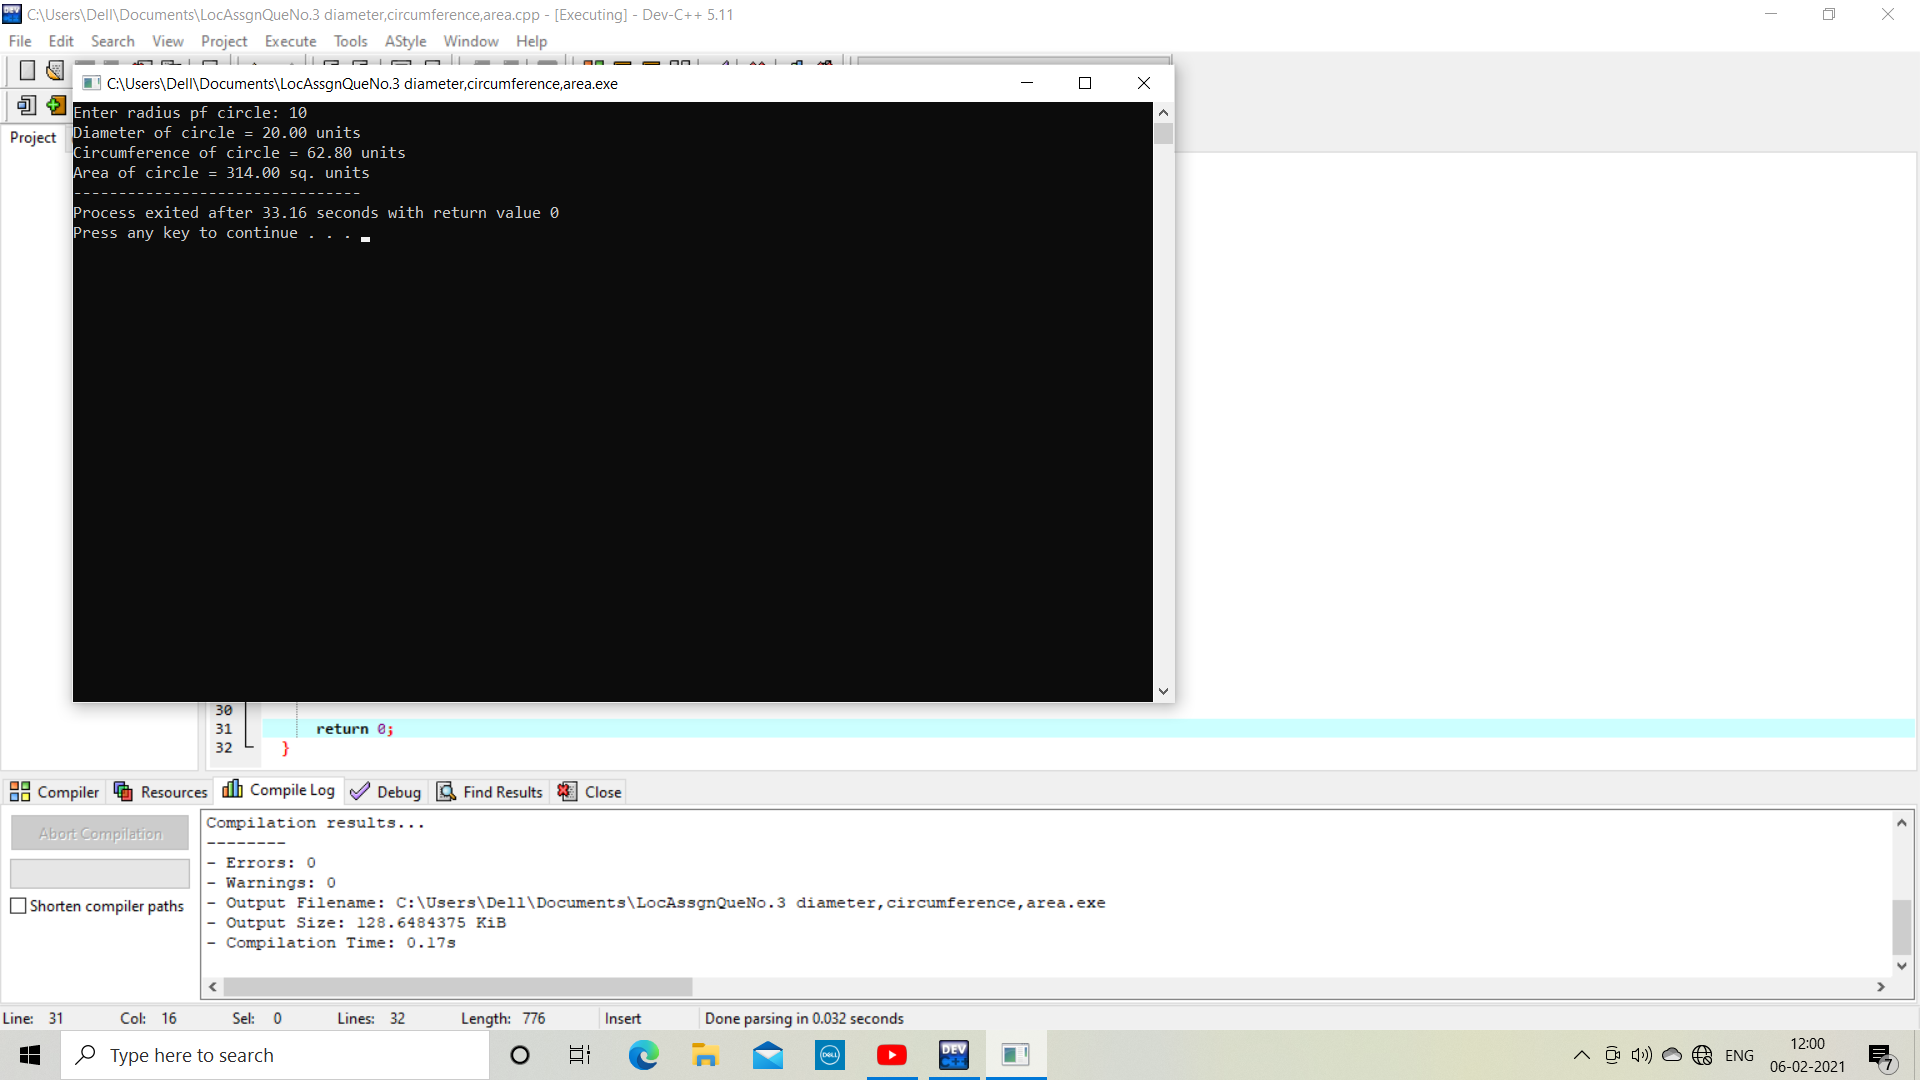 C:\Users\Dell\Documents\LocAssgnQueNo.3 diameter,circumference,area.cpp - [Executing] - Dev-C++ 5.11
File Edit Search View Project Execute Tools AStyle Window Help
C:\Users\Dell\Documents\LocAssgnQueNo.3 diameter,circumference,area.exe
Project
Enter radius pf circle: 10
Diameter of circle = 20.00 units
Circumference of circle = 62.80 units
Area of circle = 314.00 sq. units
--------------------------------
Process exited after 33.16 seconds with return value 0
Press any key to continue . . .
30
31 return 0;
32 }
Compiler Resources Compile Log Debug Find Results Close
Abort Compilation
Shorten compiler paths
Compilation results...
--------
- Errors: 0
- Warnings: 0
- Output Filename: C:\Users\Dell\Documents\LocAssgnQueNo.3 diameter,circumference,area.exe
- Output Size: 128.6484375 KiB
- Compilation Time: 0.17s
Line: 31 Col: 16 Sel: 0 Lines: 32 Length: 776 Insert Done parsing in 0.032 seconds
Type here to search
DELL
DEV C++
ENG
12:00
06-02-2021
7